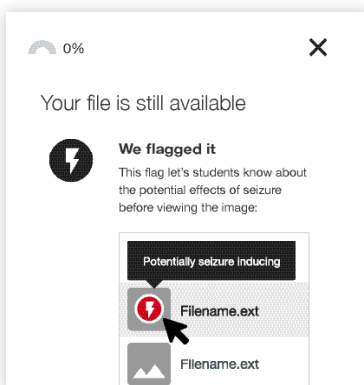 0%
Your file is still available
We flagged it
This flag let's students know about
the potential effects of seizure
before viewing the image:
Potentially seizure inducing
Filename.ext
Filename.ext